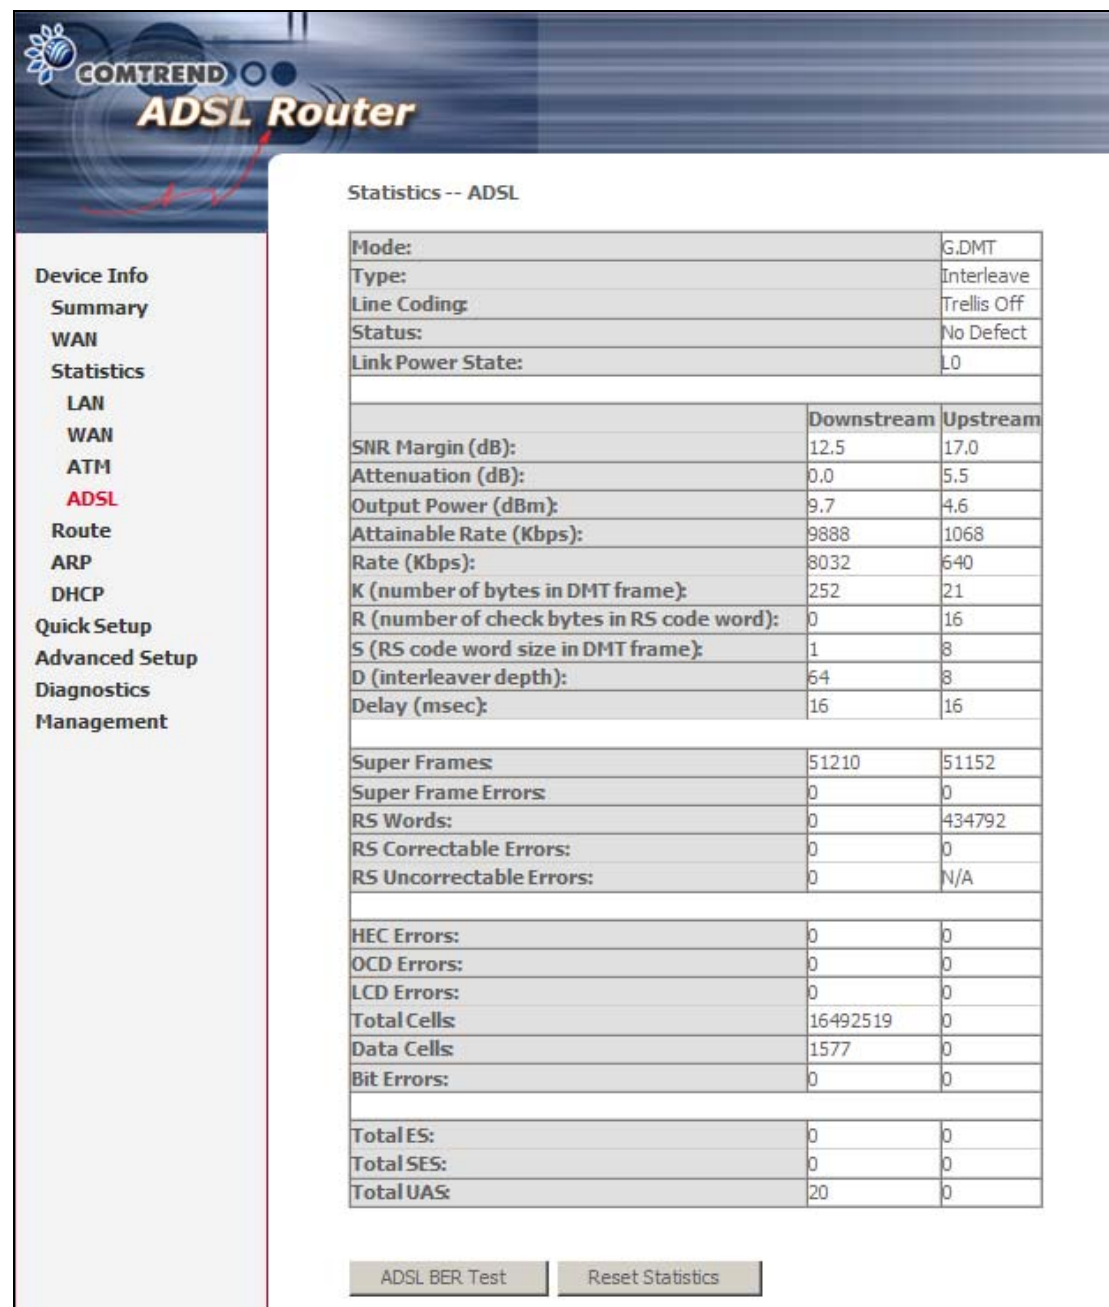 COMTREND
ADSL Router
Device Info
Summary
WAN
Statistics
LAN
WAN
ATM
ADSL
Route
ARP
DHCP
Quick Setup
Advanced Setup
Diagnostics
Management
Statistics -- ADSL
Mode: G.DMT
Type: Interleave
Line Coding: Trellis Off
Status: No Defect
Link Power State: L0
Downstream Upstream
SNR Margin (dB): 12.5 17.0
Attenuation (dB): 0.0 5.5
Output Power (dBm): 9.7 4.6
Attainable Rate (Kbps): 9888 1068
Rate (Kbps): 8032 640
K (number of bytes in DMT frame): 252 21
R (number of check bytes in RS code word): 0 16
S (RS code word size in DMT frame): 1 8
D (interleaver depth): 64 8
Delay (msec): 16 16
Super Frames: 51210 51152
Super Frame Errors: 0 0
RS Words: 0 434792
RS Correctable Errors: 0 0
RS Uncorrectable Errors: 0 N/A
HEC Errors: 0 0
OCD Errors: 0 0
LCD Errors: 0 0
Total Cells: 16492519 0
Data Cells: 1577 0
Bit Errors: 0 0
Total ES: 0 0
Total SES: 0 0
Total UAS: 20 0
ADSL BER Test Reset Statistics